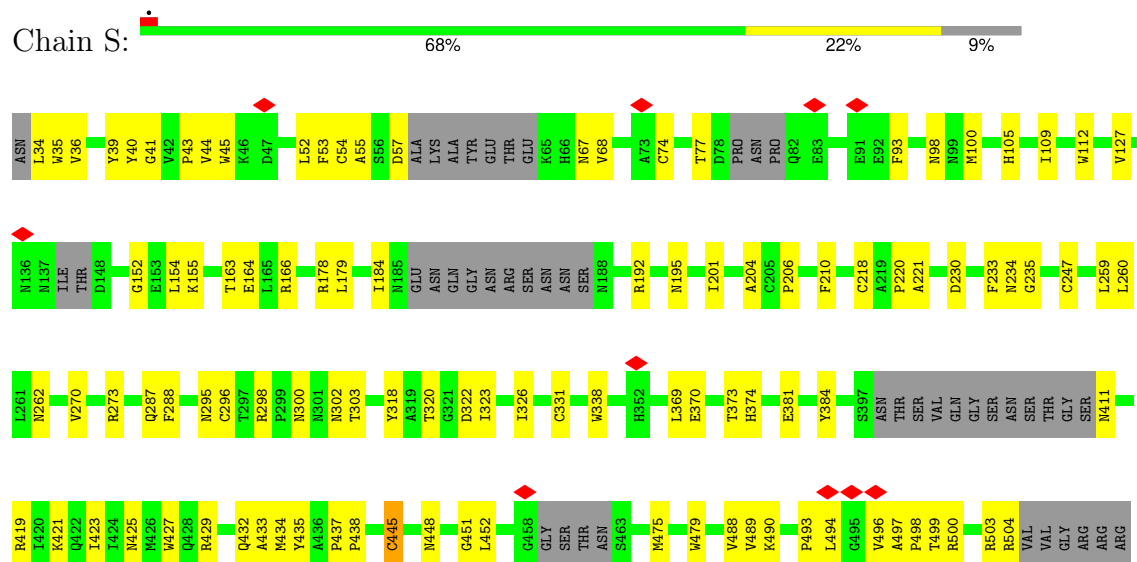 Chain S:
68% 22% 9%
ASN L34 W35 V36 Y39 Y40 G41 V42 P43 V44 W45 K46 D47 L52 F53 C54 A55 S56 D57 ALA LYS ALA TYR GLU THR GLU K65 H66 N67 V68 A73 C74 T77 D78 PRO ASN PRO Q82 E83 E91 E92 F93 N98 N99 M100 H105 I109 W112 V127
N136 N137 ILE THR D148 G152 E153 L154 K155 T163 E164 L165 R166 R178 L179 I184 N185 GLU ASN GLN GLY ASN ARG SER ASN ASN SER N188 R192 N195 I201 A204 C205 P206 F210 C218 A219 P220 A221 D230 F233 N234 G235 C247 L259 L260
L261 N262 V270 R273 Q287 F288 N295 C296 T297 R298 P299 N300 N301 N302 T303 Y318 A319 T320 G321 D322 I323 I326 C331 W338 H352 L369 E370 T373 H374 E381 Y384 S397 ASN THR SER VAL GLN GLY SER ASN SER THR GLY SER N411
R419 I420 K421 Q422 I423 I424 N425 M426 W427 Q428 R429 Q432 A433 M434 Y435 A436 P437 P438 C445 N448 G451 L452 G458 GLY SER THR ASN S463 M475 W479 V488 V489 K490 P493 L494 G495 V496 A497 P498 T499 R500 R503 R504 VAL VAL GLY ARG ARG ARG